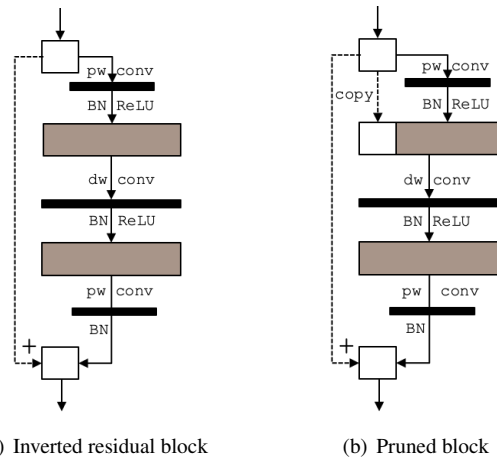 pw conv
BN ReLU
dw conv
BN ReLU
pw conv
BN
+
) Inverted residual block
pw conv
copy
BN ReLU
dw conv
BN ReLU
pw conv
BN
+
(b) Pruned block